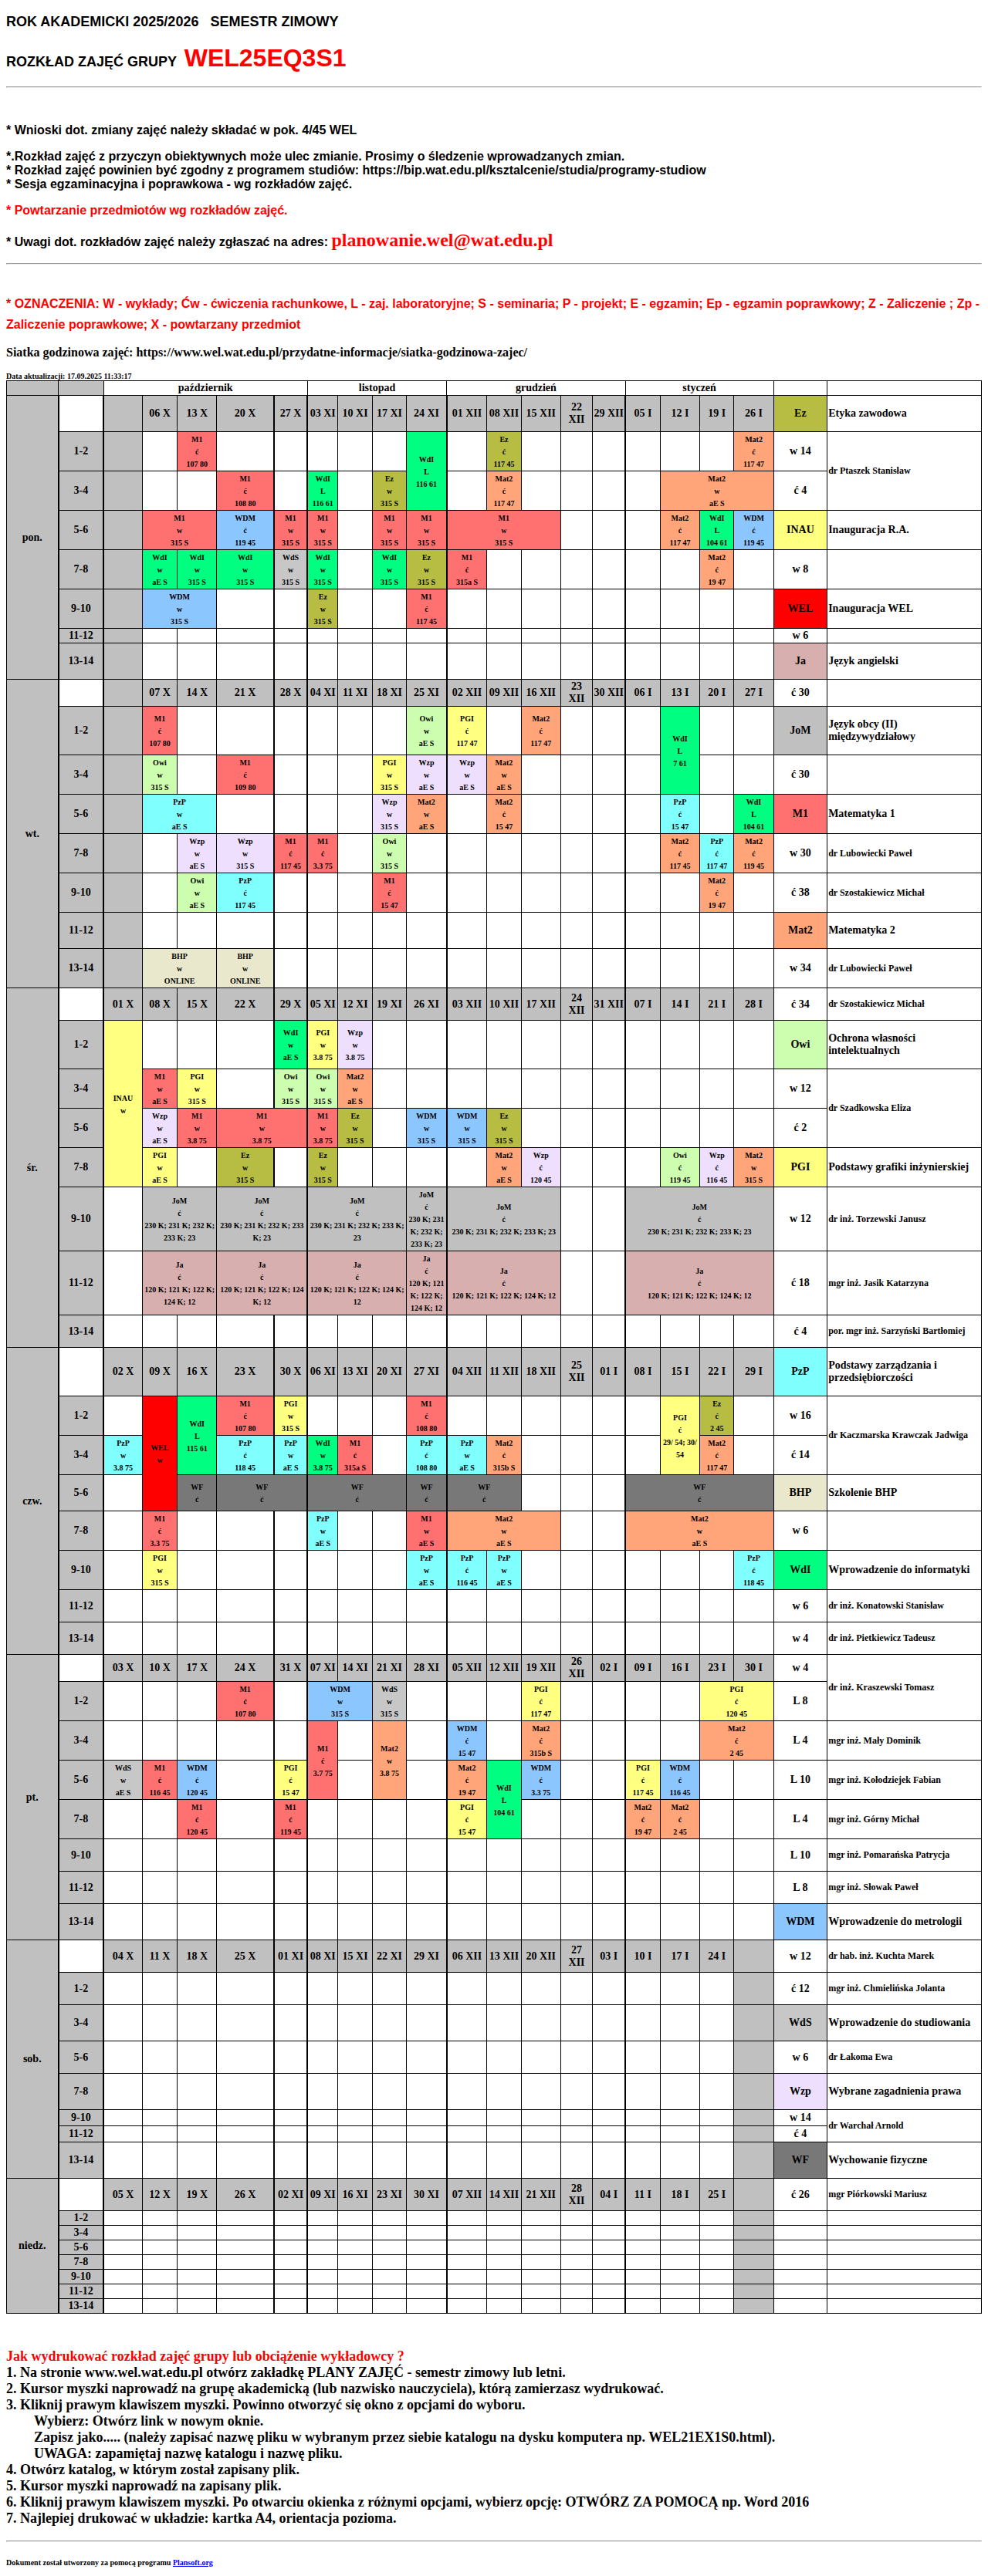 ROK AKADEMICKI 2025/2026 SEMESTR ZIMOWY
ROZKŁAD ZAJĘĆ GRUPY WEL25EQ3S1
* Wnioski dot. zmiany zajęć należy składać w pok. 4/45 WEL
*.Rozkład zajęć z przyczyn obiektywnych może ulec zmianie. Prosimy o śledzenie wprowadzanych zmian.
* Rozkład zajęć powinien być zgodny z programem studiów: https://bip.wat.edu.pl/ksztalcenie/studia/programy-studiow
* Sesja egzaminacyjna i poprawkowa - wg rozkładów zajęć.
* Powtarzanie przedmiotów wg rozkładów zajęć.
* Uwagi dot. rozkładów zajęć należy zgłaszać na adres: planowanie.wel@wat.edu.pl
* OZNACZENIA: W - wykłady; Ćw - ćwiczenia rachunkowe, L - zaj. laboratoryjne; S - seminaria; P - projekt; E - egzamin; Ep - egzamin poprawkowy; Z - Zaliczenie ; Zp -
Zaliczenie poprawkowe; X - powtarzany przedmiot
Siatka godzinowa zajęć: https://www.wel.wat.edu.pl/przydatne-informacje/siatka-godzinowa-zajec/
Data aktualizacji: 17.09.2025 11:33:17
październik listopad grudzień styczeń
pon. 06 X 13 X 20 X 27 X 03 XI 10 XI 17 XI 24 XI 01 XII 08 XII 15 XII 22 XII 29 XII 05 I 12 I 19 I 26 I Ez Etyka zawodowa
1-2 M1 ć 107 80 WdI L 116 61 Ez ć 117 45 Mat2 ć 117 47 w 14 dr Ptaszek Stanisław
3-4 M1 ć 108 80 WdI L 116 61 Ez w 315 S Mat2 ć 117 47 Mat2 w aE S ć 4
5-6 M1 w 315 S WDM ć 119 45 M1 w 315 S M1 w 315 S M1 w 315 S M1 w 315 S M1 w 315 S Mat2 ć 117 47 WdI L 104 61 WDM ć 119 45 INAU Inauguracja R.A.
7-8 WdI w aE S WdI w 315 S WdI w 315 S WdS w 315 S WdI w 315 S WdI w 315 S Ez w 315 S M1 ć 315a S Mat2 ć 19 47 w 8
9-10 WDM w 315 S Ez w 315 S M1 ć 117 45 WEL Inauguracja WEL
11-12 w 6
13-14 Ja Język angielski
wt. 07 X 14 X 21 X 28 X 04 XI 11 XI 18 XI 25 XI 02 XII 09 XII 16 XII 23 XII 30 XII 06 I 13 I 20 I 27 I ć 30
1-2 M1 ć 107 80 Owi w aE S PGI ć 117 47 Mat2 ć 117 47 WdI L 7 61 JoM Język obcy (II) międzywydziałowy
3-4 Owi w 315 S M1 ć 109 80 PGI w 315 S Wzp w aE S Wzp w aE S Mat2 w aE S ć 30
5-6 PzP w aE S Wzp w 315 S Mat2 w aE S Mat2 ć 15 47 PzP ć 15 47 WdI L 104 61 M1 Matematyka 1
7-8 Wzp w aE S Wzp w 315 S M1 ć 117 45 M1 ć 3.3 75 Owi w 315 S Mat2 ć 117 45 PzP ć 117 47 Mat2 ć 119 45 w 30 dr Lubowiecki Paweł
9-10 Owi w aE S PzP ć 117 45 M1 ć 15 47 Mat2 ć 19 47 ć 38 dr Szostakiewicz Michał
11-12 Mat2 Matematyka 2
13-14 BHP w ONLINE BHP w ONLINE w 34 dr Lubowiecki Paweł
śr. 01 X 08 X 15 X 22 X 29 X 05 XI 12 XI 19 XI 26 XI 03 XII 10 XII 17 XII 24 XII 31 XII 07 I 14 I 21 I 28 I ć 34 dr Szostakiewicz Michał
1-2 INAU w WdI w aE S PGI w 3.8 75 Wzp w 3.8 75 Owi Ochrona własności intelektualnych
3-4 M1 w aE S PGI w 315 S Owi w 315 S Owi w 315 S Mat2 w aE S w 12 dr Szadkowska Eliza
5-6 Wzp w aE S M1 w 3.8 75 M1 w 3.8 75 M1 w 3.8 75 Ez w 315 S WDM w 315 S WDM w 315 S Ez w 315 S ć 2
7-8 PGI w aE S Ez w 315 S Ez w 315 S Mat2 w aE S Wzp ć 120 45 Owi ć 119 45 Wzp ć 116 45 Mat2 w 315 S PGI Podstawy grafiki inżynierskiej
9-10 JoM ć 230 K; 231 K; 232 K; 233 K; 23 JoM ć 230 K; 231 K; 232 K; 233 K; 23 JoM ć 230 K; 231 K; 232 K; 233 K; 23 JoM ć 230 K; 231 K; 232 K; 233 K; 23 JoM ć 230 K; 231 K; 232 K; 233 K; 23 JoM ć 230 K; 231 K; 232 K; 233 K; 23 w 12 dr inż. Torzewski Janusz
11-12 Ja ć 120 K; 121 K; 122 K; 124 K; 12 Ja ć 120 K; 121 K; 122 K; 124 K; 12 Ja ć 120 K; 121 K; 122 K; 124 K; 12 Ja ć 120 K; 121 K; 122 K; 124 K; 12 Ja ć 120 K; 121 K; 122 K; 124 K; 12 Ja ć 120 K; 121 K; 122 K; 124 K; 12 ć 18 mgr inż. Jasik Katarzyna
13-14 ć 4 por. mgr inż. Sarzyński Bartłomiej
czw. 02 X 09 X 16 X 23 X 30 X 06 XI 13 XI 20 XI 27 XI 04 XII 11 XII 18 XII 25 XII 01 I 08 I 15 I 22 I 29 I PzP Podstawy zarządzania i przedsiębiorczości
1-2 WEL w WdI L 115 61 M1 ć 107 80 PGI w 315 S M1 ć 108 80 PGI ć 29/ 54; 30/ 54 Ez ć 2 45 w 16 dr Kaczmarska Krawczak Jadwiga
3-4 PzP w 3.8 75 PzP ć 118 45 PzP w aE S WdI w 3.8 75 M1 ć 315a S PzP ć 108 80 PzP w aE S Mat2 ć 315b S Mat2 ć 117 47 ć 14
5-6 WF ć WF ć WF ć WF ć WF ć WF ć BHP Szkolenie BHP
7-8 M1 ć 3.3 75 PzP w aE S M1 w aE S Mat2 w aE S Mat2 w aE S w 6
9-10 PGI w 315 S PzP w aE S PzP ć 116 45 PzP w aE S PzP ć 118 45 WdI Wprowadzenie do informatyki
11-12 w 6 dr inż. Konatowski Stanisław
13-14 w 4 dr inż. Pietkiewicz Tadeusz
pt. 03 X 10 X 17 X 24 X 31 X 07 XI 14 XI 21 XI 28 XI 05 XII 12 XII 19 XII 26 XII 02 I 09 I 16 I 23 I 30 I w 4 dr inż. Kraszewski Tomasz
1-2 M1 ć 107 80 WDM w 315 S WdS w 315 S PGI ć 117 47 PGI ć 120 45 L 8
3-4 M1 ć 3.7 75 Mat2 w 3.8 75 WDM ć 15 47 Mat2 ć 315b S Mat2 ć 2 45 L 4 mgr inż. Mały Dominik
5-6 WdS w aE S M1 ć 116 45 WDM ć 120 45 PGI ć 15 47 Mat2 ć 19 47 WdI L 104 61 WDM ć 3.3 75 PGI ć 117 45 WDM ć 116 45 L 10 mgr inż. Kołodziejek Fabian
7-8 M1 ć 120 45 M1 ć 119 45 PGI ć 15 47 Mat2 ć 19 47 Mat2 ć 2 45 L 4 mgr inż. Górny Michał
9-10 L 10 mgr inż. Pomarańska Patrycja
11-12 L 8 mgr inż. Słowak Paweł
13-14 WDM Wprowadzenie do metrologii
sob. 04 X 11 X 18 X 25 X 01 XI 08 XI 15 XI 22 XI 29 XI 06 XII 13 XII 20 XII 27 XII 03 I 10 I 17 I 24 I w 12 dr hab. inż. Kuchta Marek
1-2 ć 12 mgr inż. Chmielińska Jolanta
3-4 WdS Wprowadzenie do studiowania
5-6 w 6 dr Łakoma Ewa
7-8 Wzp Wybrane zagadnienia prawa
9-10 w 14 dr Warchał Arnold
11-12 ć 4
13-14 WF Wychowanie fizyczne
niedz. 05 X 12 X 19 X 26 X 02 XI 09 XI 16 XI 23 XI 30 XI 07 XII 14 XII 21 XII 28 XII 04 I 11 I 18 I 25 I ć 26 mgr Piórkowski Mariusz
1-2
3-4
5-6
7-8
9-10
11-12
13-14
Jak wydrukować rozkład zajęć grupy lub obciążenie wykładowcy ?
1. Na stronie www.wel.wat.edu.pl otwórz zakładkę PLANY ZAJĘĆ - semestr zimowy lub letni.
2. Kursor myszki naprowadź na grupę akademicką (lub nazwisko nauczyciela), którą zamierzasz wydrukować.
3. Kliknij prawym klawiszem myszki. Powinno otworzyć się okno z opcjami do wyboru.
Wybierz: Otwórz link w nowym oknie.
Zapisz jako..... (należy zapisać nazwę pliku w wybranym przez siebie katalogu na dysku komputera np. WEL21EX1S0.html).
UWAGA: zapamiętaj nazwę katalogu i nazwę pliku.
4. Otwórz katalog, w którym został zapisany plik.
5. Kursor myszki naprowadź na zapisany plik.
6. Kliknij prawym klawiszem myszki. Po otwarciu okienka z różnymi opcjami, wybierz opcję: OTWÓRZ ZA POMOCĄ np. Word 2016
7. Najlepiej drukować w układzie: kartka A4, orientacja pozioma.
Dokument został utworzony za pomocą programu Plansoft.org